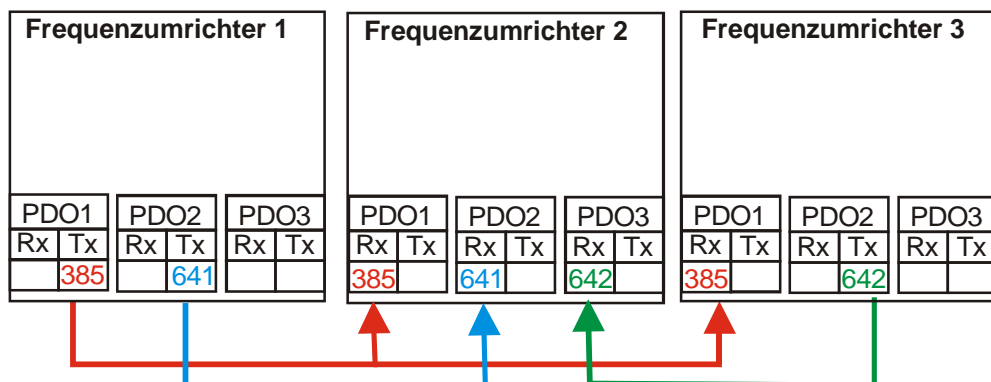 Frequenzumrichter 1
PDO1 PDO2 PDO3
Rx Tx Rx Tx Rx Tx
385 641
Frequenzumrichter 2
PDO1 PDO2 PDO3
Rx Tx Rx Tx Rx Tx
385 641 642
Frequenzumrichter 3
PDO1 PDO2 PDO3
Rx Tx Rx Tx Rx Tx
385 642